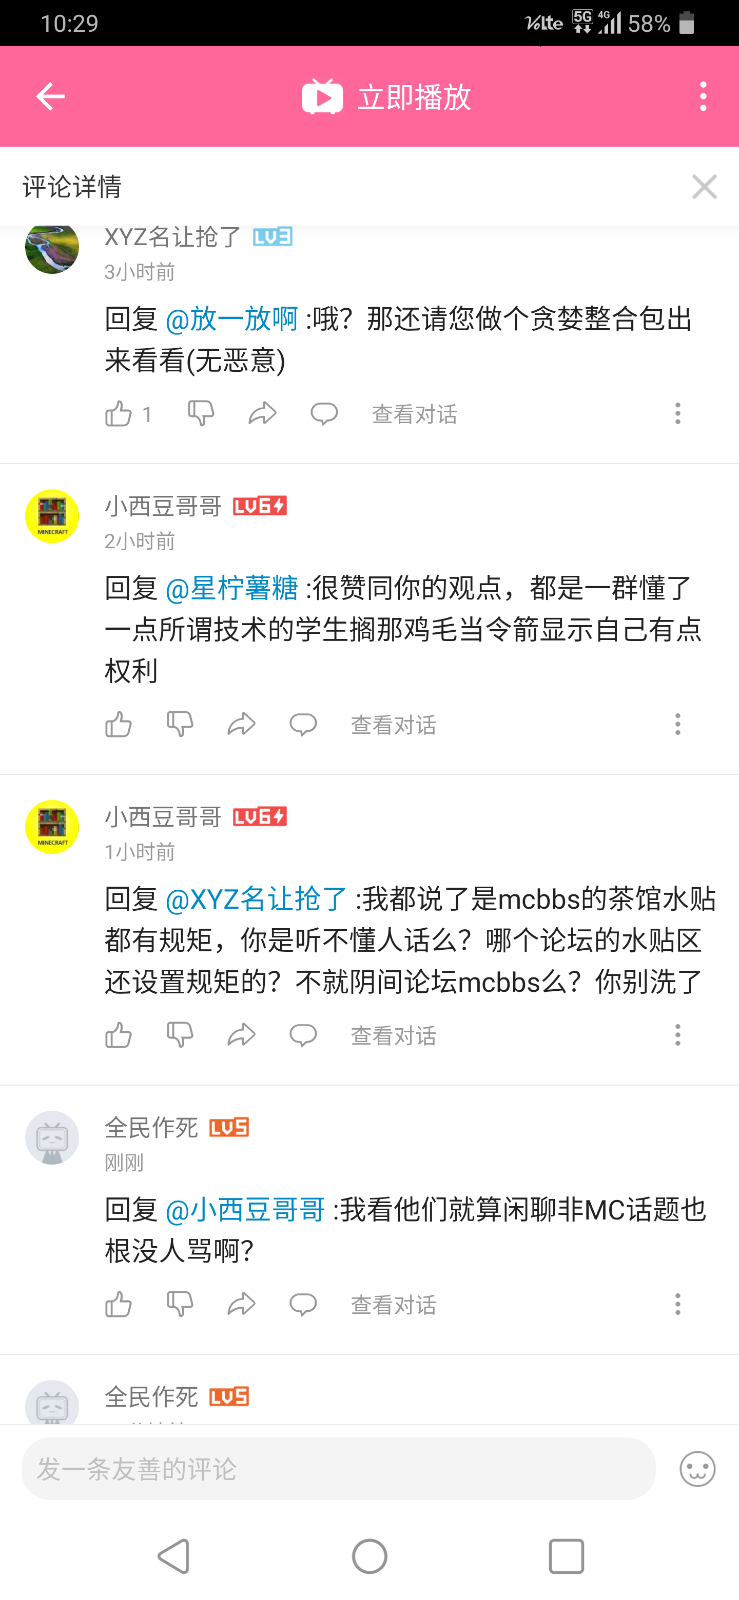 10:29
VoLTE 5G 4G 58%
立即播放
评论详情
XYZ名让抢了 LV3
3小时前
回复 @放一放啊 :哦？那还请您做个贪婪整合包出
来看看(无恶意)
1 查看对话
小西豆哥哥 LV6
MINECRAFT
2小时前
回复 @星柠薯糖 :很赞同你的观点，都是一群懂了
一点所谓技术的学生搁那鸡毛当令箭显示自己有点
权利
查看对话
小西豆哥哥 LV6
MINECRAFT
1小时前
回复 @XYZ名让抢了 :我都说了是mcbbs的茶馆水贴
都有规矩，你是听不懂人话么？哪个论坛的水贴区
还设置规矩的？不就阴间论坛mcbbs么？你别洗了
查看对话
全民作死 LV5
刚刚
回复 @小西豆哥哥 :我看他们就算闲聊非MC话题也
根没人骂啊？
查看对话
全民作死 LV5
发一条友善的评论